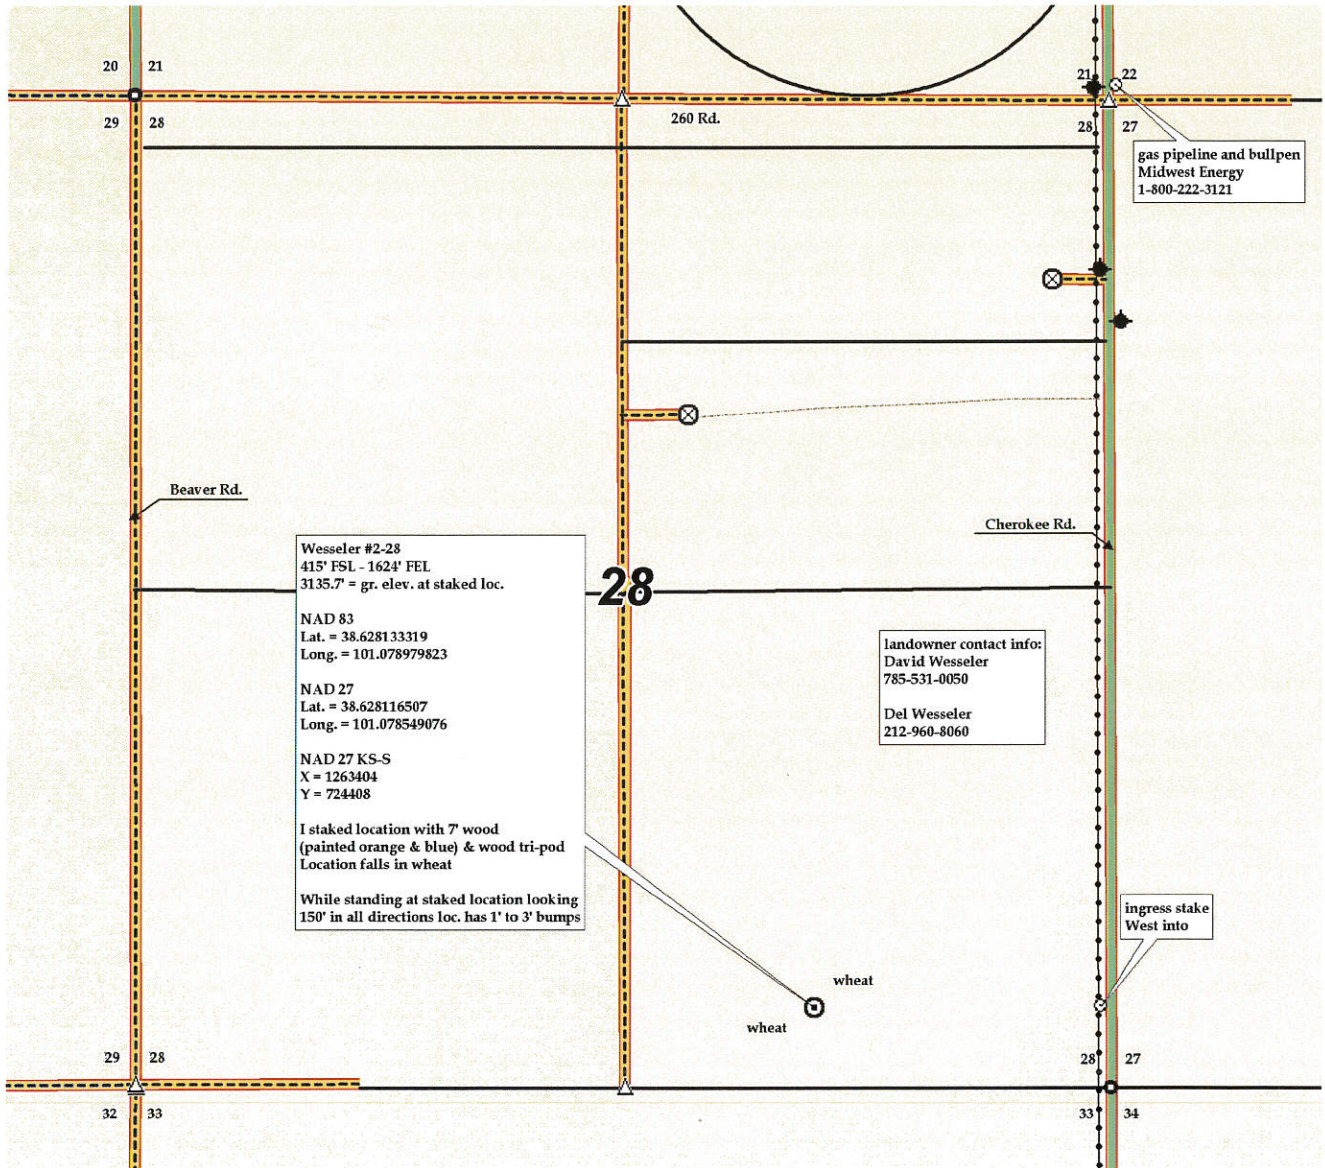 20 21
21 22
29 28
260 Rd.
28 27
gas pipeline and bullpen
Midwest Energy
1-800-222-3121
Beaver Rd.
Cherokee Rd.
Wesseler #2-28
415' FSL - 1624' FEL
3135.7' = gr. elev. at staked loc.
NAD 83
Lat. = 38.628133319
Long. = 101.078979823
NAD 27
Lat. = 38.628116507
Long. = 101.078549076
NAD 27 KS-S
X = 1263404
Y = 724408
I staked location with 7' wood
(painted orange & blue) & wood tri-pod
Location falls in wheat
While standing at staked location looking
150' in all directions loc. has 1' to 3' bumps
28
landowner contact info:
David Wesseler
785-531-0050
Del Wesseler
212-960-8060
ingress stake
West into
wheat
wheat
29 28
28 27
32 33
33 34